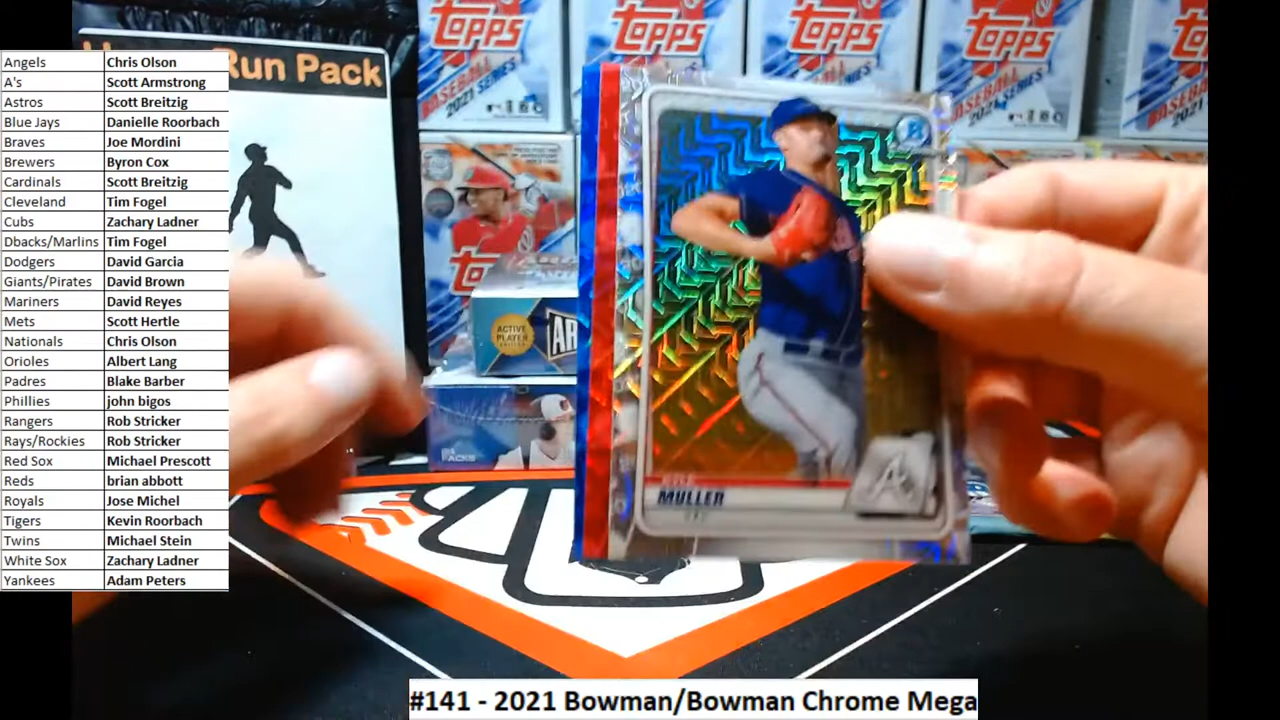 Angels Chris Olson
A's Scott Armstrong
Astros Scott Breitzig
Blue Jays Danielle Roorbach
Braves Joe Mordini
Brewers Byron Cox
Cardinals Scott Breitzig
Cleveland Tim Fogel
Cubs Zachary Ladner
Dbacks/Marlins Tim Fogel
Dodgers David Garcia
Giants/Pirates David Brown
Mariners David Reyes
Mets Scott Hertle
Nationals Chris Olson
Orioles Albert Lang
Padres Blake Barber
Phillies john bigos
Rangers Rob Stricker
Rays/Rockies Rob Stricker
Red Sox Michael Prescott
Reds brian abbott
Royals Jose Michel
Tigers Kevin Roorbach
Twins Michael Stein
White Sox Zachary Ladner
Yankees Adam Peters
Run Pack
TOPPS
TOPPS
TOPPS
TOPPS
BASEBALL
2021 SERIES
ACTIVE
PLAYER
PACKS
MULLER
#141 - 2021 Bowman/Bowman Chrome Mega